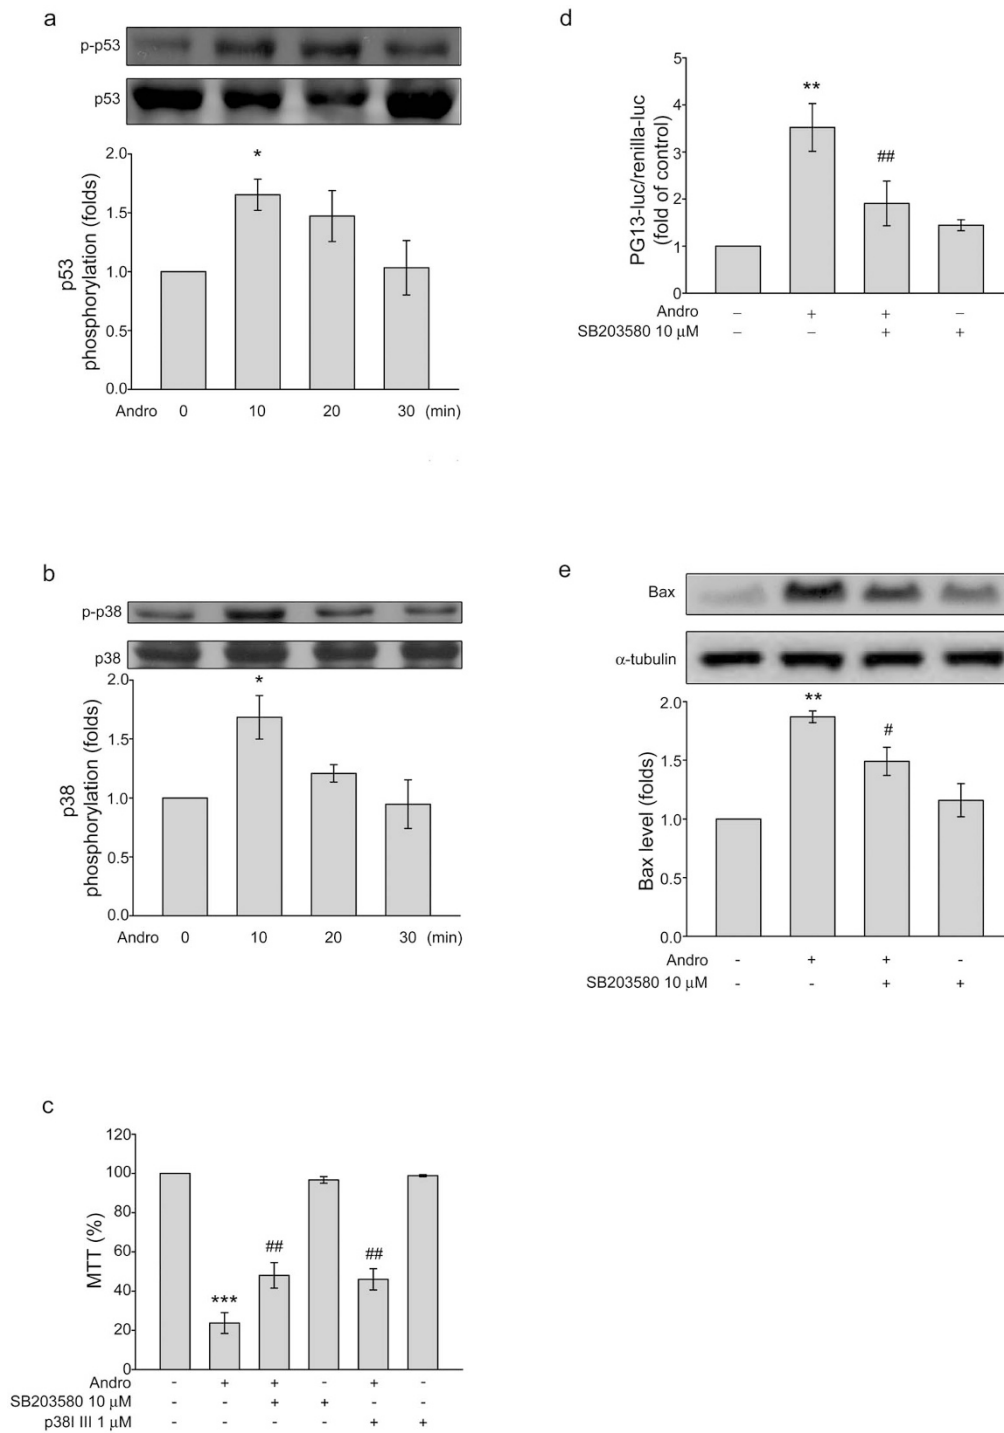 a
p-p53
p53
p53
phosphorylation (folds)
2.0
1.5
1.0
0.5
0.0
*
Andro 0 10 20 30 (min)
b
p-p38
p38
p38
phosphorylation (folds)
2.0
1.5
1.0
0.5
0.0
*
Andro 0 10 20 30 (min)
c
MTT (%)
120
100
80
60
40
20
0
*** ## ##
Andro - + + - + -
SB203580 10 μM - - + + - -
p38I III 1 μM - - - - + +
d
PG13-luc/renilla-luc
(fold of control)
5
4
3
2
1
0
** ##
Andro – + + –
SB203580 10 μM – – + +
e
Bax
α-tubulin
Bax level (folds)
2.0
1.5
1.0
0.5
0.0
** #
Andro - + + -
SB203580 10 μM - - + +